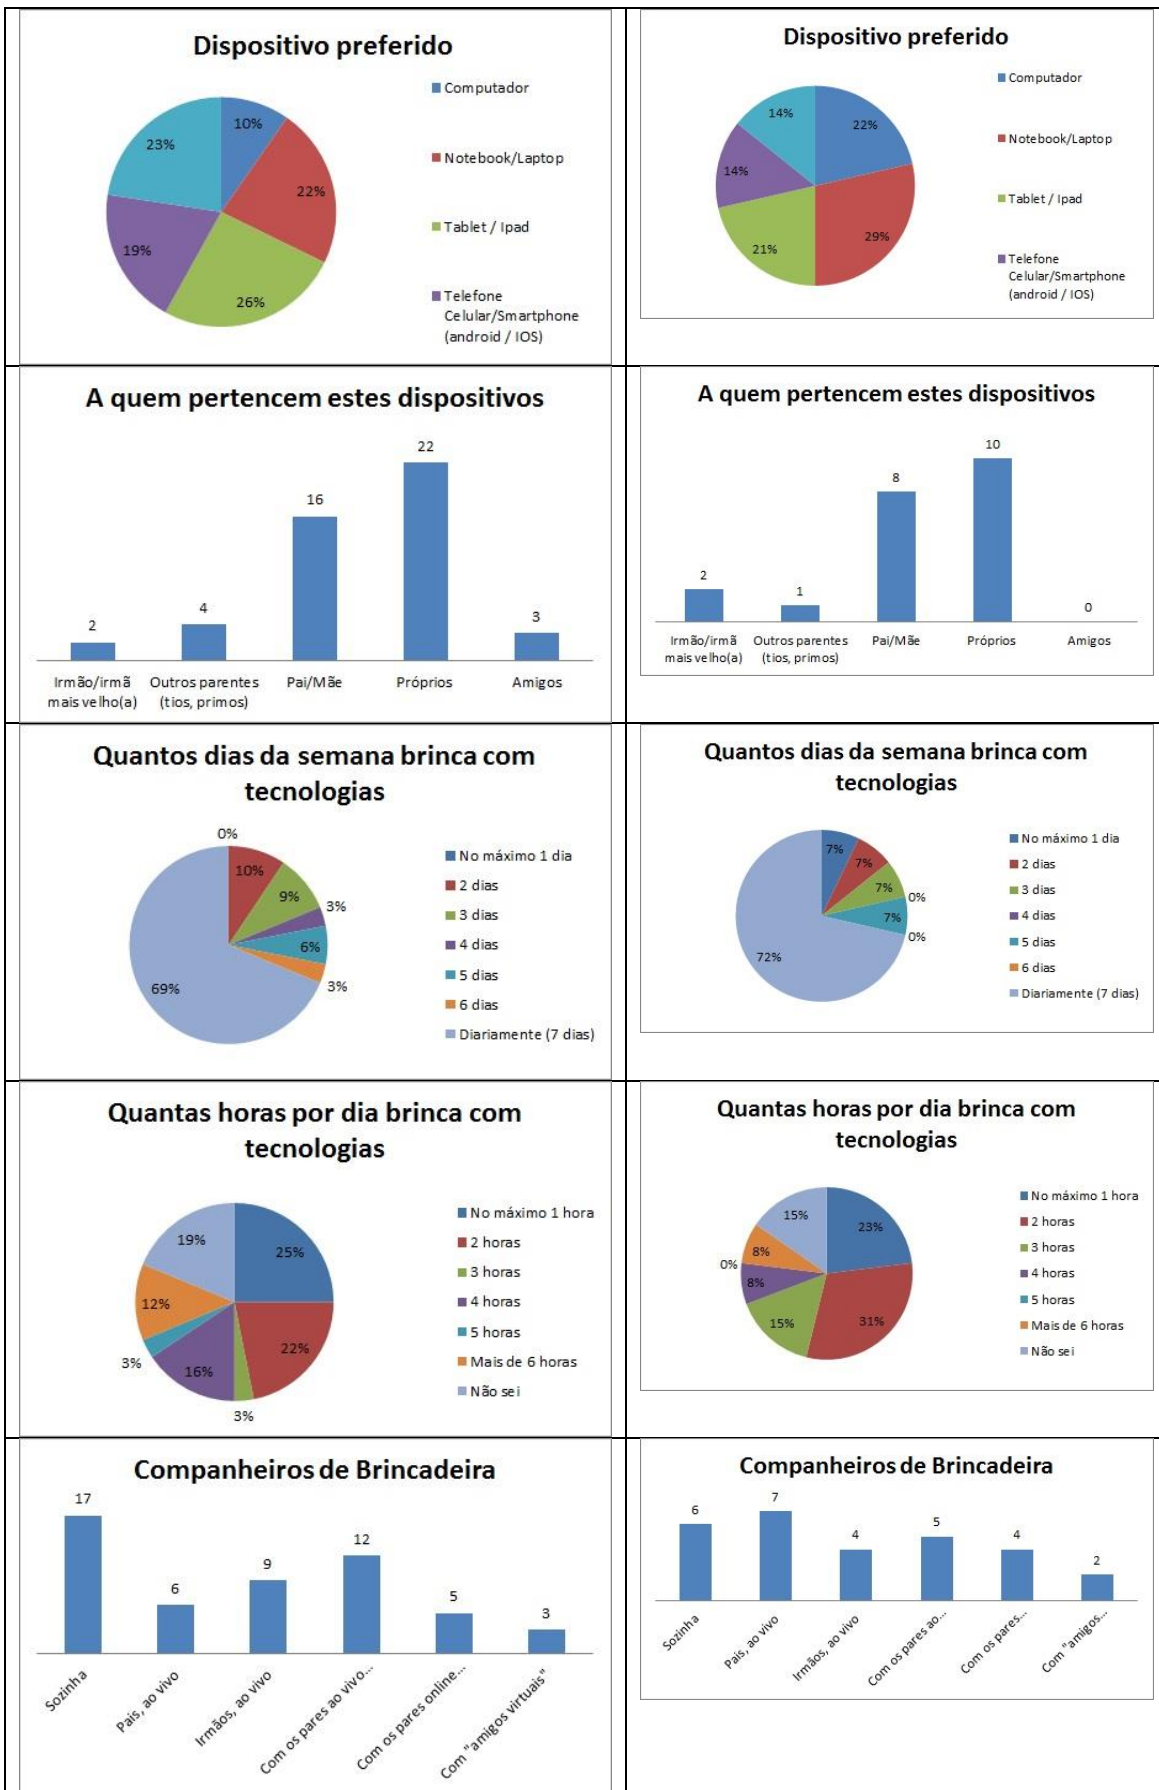 Dispositivo preferido
10%
22%
26%
19%
23%
Computador
Notebook/Laptop
Tablet / Ipad
Telefone
Celular/Smartphone
(android / IOS)
Dispositivo preferido
22%
29%
21%
14%
14%
Computador
Notebook/Laptop
Tablet / Ipad
Telefone
Celular/Smartphone
(android / IOS)
A quem pertencem estes dispositivos
2
4
16
22
3
Irmão/irmã
mais velho(a)
Outros parentes
(tios, primos)
Pai/Mãe
Próprios
Amigos
A quem pertencem estes dispositivos
2
1
8
10
0
Irmão/irmã
mais velho(a)
Outros parentes
(tios, primos)
Pai/Mãe
Próprios
Amigos
Quantos dias da semana brinca com
tecnologias
0%
10%
9%
3%
6%
3%
69%
No máximo 1 dia
2 dias
3 dias
4 dias
5 dias
6 dias
Diariamente (7 dias)
Quantos dias da semana brinca com
tecnologias
7%
7%
7%
0%
7%
0%
72%
No máximo 1 dia
2 dias
3 dias
4 dias
5 dias
6 dias
Diariamente (7 dias)
Quantas horas por dia brinca com
tecnologias
25%
22%
3%
16%
3%
12%
19%
No máximo 1 hora
2 horas
3 horas
4 horas
5 horas
Mais de 6 horas
Não sei
Quantas horas por dia brinca com
tecnologias
23%
31%
15%
8%
0%
8%
15%
No máximo 1 hora
2 horas
3 horas
4 horas
5 horas
Mais de 6 horas
Não sei
Companheiros de Brincadeira
17
6
9
12
5
3
Sozinha
Pais, ao vivo
Irmãos, ao vivo
Com os pares ao vivo...
Com os pares online...
Com "amigos virtuais"
Companheiros de Brincadeira
6
7
4
5
4
2
Sozinha
Pais, ao vivo
Irmãos, ao vivo
Com os pares ao...
Com os pares...
Com "amigos...